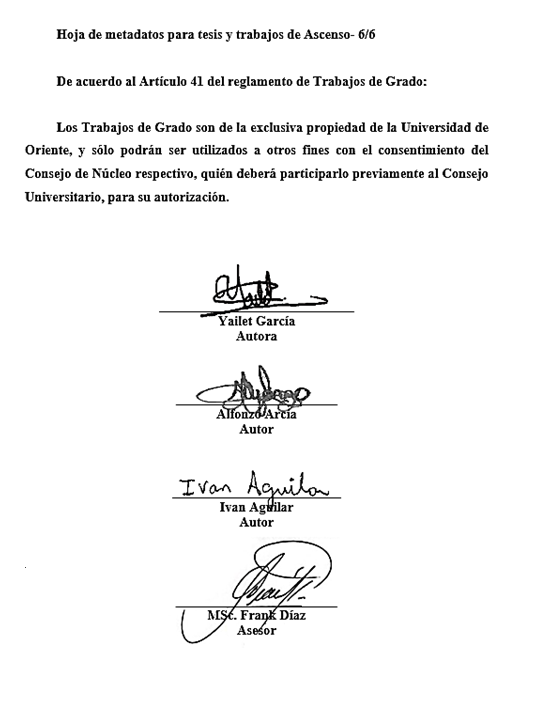 Hoja de metadatos para tesis y trabajos de Ascenso- 6/6
De acuerdo al Artículo 41 del reglamento de Trabajos de Grado:
Los Trabajos de Grado son de la exclusiva propiedad de la Universidad de
Oriente, y sólo podrán ser utilizados a otros fines con el consentimiento del
Consejo de Núcleo respectivo, quién deberá participarlo previamente al Consejo
Universitario, para su autorización.
Yailet García
Autora
Alfonzo Arcia
Autor
Ivan Aguilar
Ivan Aguilar
Autor
MSc. Frank Díaz
Asesor